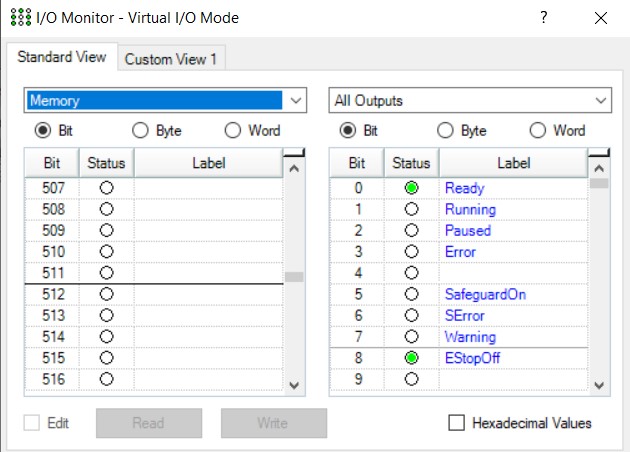 I/O Monitor - Virtual I/O Mode ?
Standard View Custom View 1
Memory All Outputs
Bit Byte Word Bit Byte Word
Bit Status Label Bit Status Label
507 0 Ready
508 1 Running
509 2 Paused
510 3 Error
511 4
512 5 SafeguardOn
513 6 SError
514 7 Warning
515 8 EStopOff
516 9
Edit Read Write Hexadecimal Values